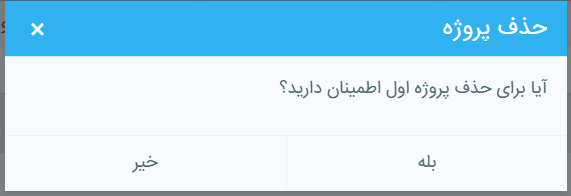 حذف پروژه
آیا برای حذف پروژه اول اطمینان دارید؟
بله
خیر